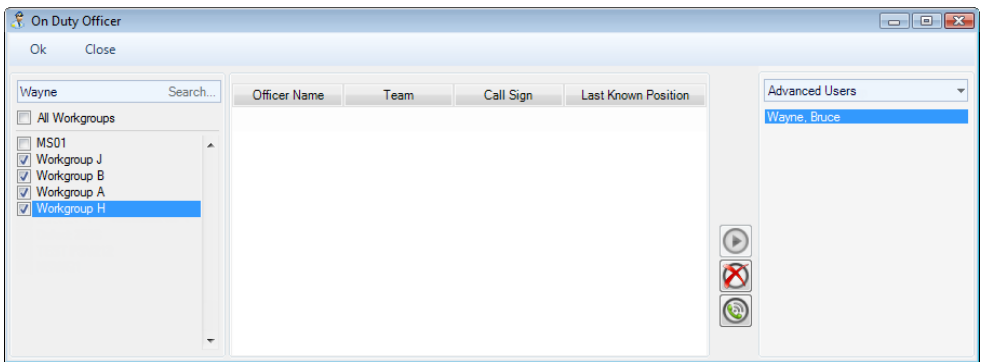 On Duty Officer
Ok Close
Wayne Search...
All Workgroups
MS01
Workgroup J
Workgroup B
Workgroup A
Workgroup H
Officer Name Team Call Sign Last Known Position
Advanced Users
Wayne, Bruce